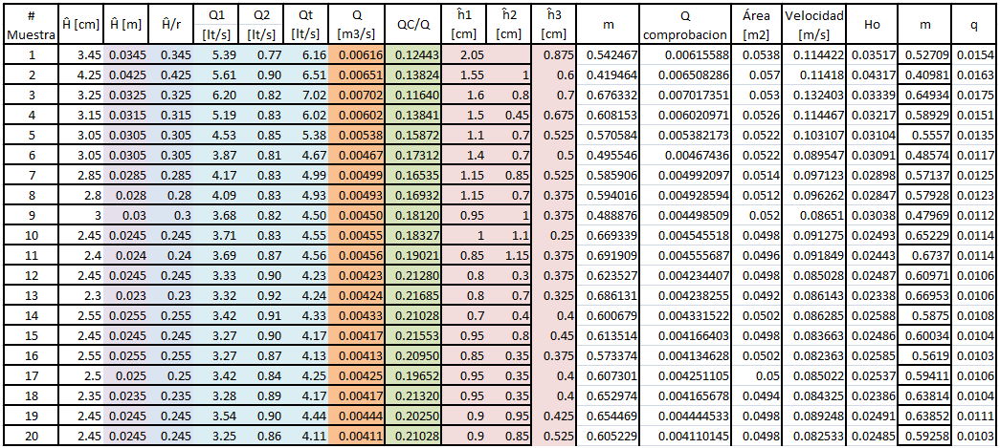 # Muestra Ĥ [cm] Ĥ [m] Ĥ/r Q1 [lt/s] Q2 [lt/s] Qt [lt/s] Q [m3/s] QC/Q ĥ1 [cm] ĥ2 [cm] ĥ3 [cm] m Q comprobacion Área [m2] Velocidad [m/s] Ho m q
1 3.45 0.0345 0.345 5.39 0.77 6.16 0.00616 0.12443 2.05 0.875 0.542467 0.00615588 0.0538 0.114422 0.03517 0.52709 0.0154
2 4.25 0.0425 0.425 5.61 0.90 6.51 0.00651 0.13824 1.55 1 0.6 0.419464 0.006508286 0.057 0.11418 0.04317 0.40981 0.0163
3 3.25 0.0325 0.325 6.20 0.82 7.02 0.00702 0.11640 1.6 0.8 0.7 0.676332 0.007017351 0.053 0.132403 0.03339 0.64934 0.0175
4 3.15 0.0315 0.315 5.19 0.83 6.02 0.00602 0.13841 1.5 0.45 0.675 0.608153 0.006020971 0.0526 0.114467 0.03217 0.58929 0.0151
5 3.05 0.0305 0.305 4.53 0.85 5.38 0.00538 0.15872 1.1 0.7 0.525 0.570584 0.005382173 0.0522 0.103107 0.03104 0.5557 0.0135
6 3.05 0.0305 0.305 3.87 0.81 4.67 0.00467 0.17312 1.4 0.7 0.5 0.495546 0.00467436 0.0522 0.089547 0.03091 0.48574 0.0117
7 2.85 0.0285 0.285 4.17 0.83 4.99 0.00499 0.16535 1.15 0.85 0.525 0.585906 0.004992097 0.0514 0.097123 0.02898 0.57137 0.0125
8 2.8 0.028 0.28 4.09 0.83 4.93 0.00493 0.16932 1.15 0.7 0.375 0.594016 0.004928594 0.0512 0.096262 0.02847 0.57928 0.0123
9 3 0.03 0.3 3.68 0.82 4.50 0.00450 0.18120 0.95 1 0.375 0.488876 0.004498509 0.052 0.08651 0.03038 0.47969 0.0112
10 2.45 0.0245 0.245 3.71 0.83 4.55 0.00455 0.18327 1 1.1 0.25 0.669339 0.004545518 0.0498 0.091275 0.02493 0.65229 0.0114
11 2.4 0.024 0.24 3.69 0.87 4.56 0.00456 0.19021 0.85 1.15 0.375 0.691909 0.004555687 0.0496 0.091849 0.02443 0.6737 0.0114
12 2.45 0.0245 0.245 3.33 0.90 4.23 0.00423 0.21280 0.8 0.3 0.375 0.623527 0.004234407 0.0498 0.085028 0.02487 0.60971 0.0106
13 2.3 0.023 0.23 3.32 0.92 4.24 0.00424 0.21685 0.8 0.7 0.325 0.686131 0.004238255 0.0492 0.086143 0.02338 0.66953 0.0106
14 2.55 0.0255 0.255 3.42 0.91 4.33 0.00433 0.21028 0.7 0.4 0.4 0.600679 0.004331522 0.0502 0.086285 0.02588 0.5875 0.0108
15 2.45 0.0245 0.245 3.27 0.90 4.17 0.00417 0.21553 0.95 0.8 0.45 0.613514 0.004166403 0.0498 0.083663 0.02486 0.60034 0.0104
16 2.55 0.0255 0.255 3.27 0.87 4.13 0.00413 0.20950 0.85 0.35 0.375 0.573374 0.004134628 0.0502 0.082363 0.02585 0.5619 0.0103
17 2.5 0.025 0.25 3.42 0.84 4.25 0.00425 0.19652 0.95 0.35 0.4 0.607301 0.004251105 0.05 0.085022 0.02537 0.59411 0.0106
18 2.35 0.0235 0.235 3.28 0.89 4.17 0.00417 0.21320 0.95 0.35 0.4 0.652974 0.004165678 0.0494 0.084325 0.02386 0.63814 0.0104
19 2.45 0.0245 0.245 3.54 0.90 4.44 0.00444 0.20250 0.9 0.95 0.425 0.654469 0.004444533 0.0498 0.089248 0.02491 0.63852 0.0111
20 2.45 0.0245 0.245 3.25 0.86 4.11 0.00411 0.21028 0.9 0.85 0.525 0.605229 0.004110145 0.0498 0.082533 0.02485 0.59258 0.0103